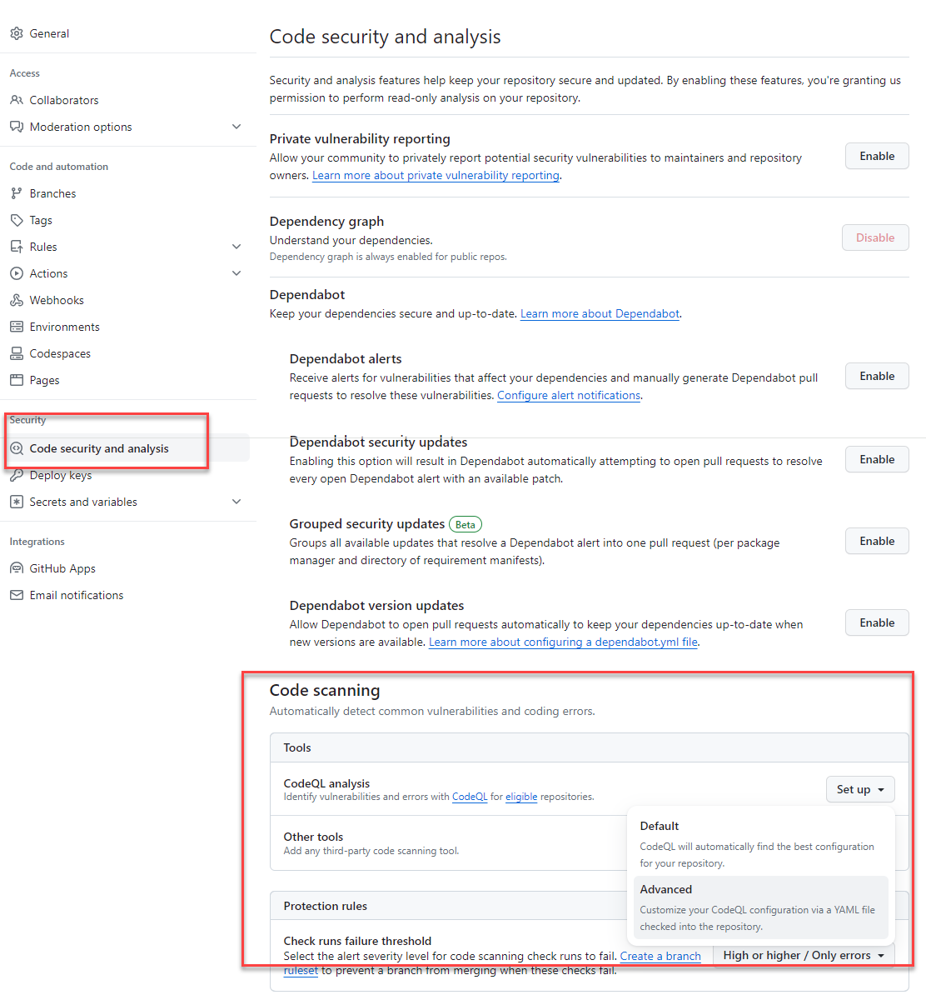 General
Access
Collaborators
Moderation options
Code and automation
Branches
Tags
Rules
Actions
Webhooks
Environments
Codespaces
Pages
Security
Code security and analysis
Deploy keys
Secrets and variables
Integrations
GitHub Apps
Email notifications
Code security and analysis
Security and analysis features help keep your repository secure and updated. By enabling these features, you're granting us
permission to perform read-only analysis on your repository.
Private vulnerability reporting
Allow your community to privately report potential security vulnerabilities to maintainers and repository
owners. Learn more about private vulnerability reporting.
Enable
Dependency graph
Understand your dependencies.
Dependency graph is always enabled for public repos.
Disable
Dependabot
Keep your dependencies secure and up-to-date. Learn more about Dependabot.
Dependabot alerts
Receive alerts for vulnerabilities that affect your dependencies and manually generate Dependabot pull
requests to resolve these vulnerabilities. Configure alert notifications.
Enable
Dependabot security updates
Enabling this option will result in Dependabot automatically attempting to open pull requests to resolve
every open Dependabot alert with an available patch.
Enable
Grouped security updates Beta
Groups all available updates that resolve a Dependabot alert into one pull request (per package
manager and directory of requirement manifests).
Enable
Dependabot version updates
Allow Dependabot to open pull requests automatically to keep your dependencies up-to-date when
new versions are available. Learn more about configuring a dependabot.yml file.
Enable
Code scanning
Automatically detect common vulnerabilities and coding errors.
Tools
CodeQL analysis
Identify vulnerabilities and errors with CodeQL for eligible repositories.
Set up
Default
CodeQL will automatically find the best configuration
for your repository.
Advanced
Customize your CodeQL configuration via a YAML file
checked into the repository.
Other tools
Add any third-party code scanning tool.
Protection rules
Check runs failure threshold
Select the alert severity level for code scanning check runs to fail. Create a branch
ruleset to prevent a branch from merging when these checks fail.
High or higher / Only errors